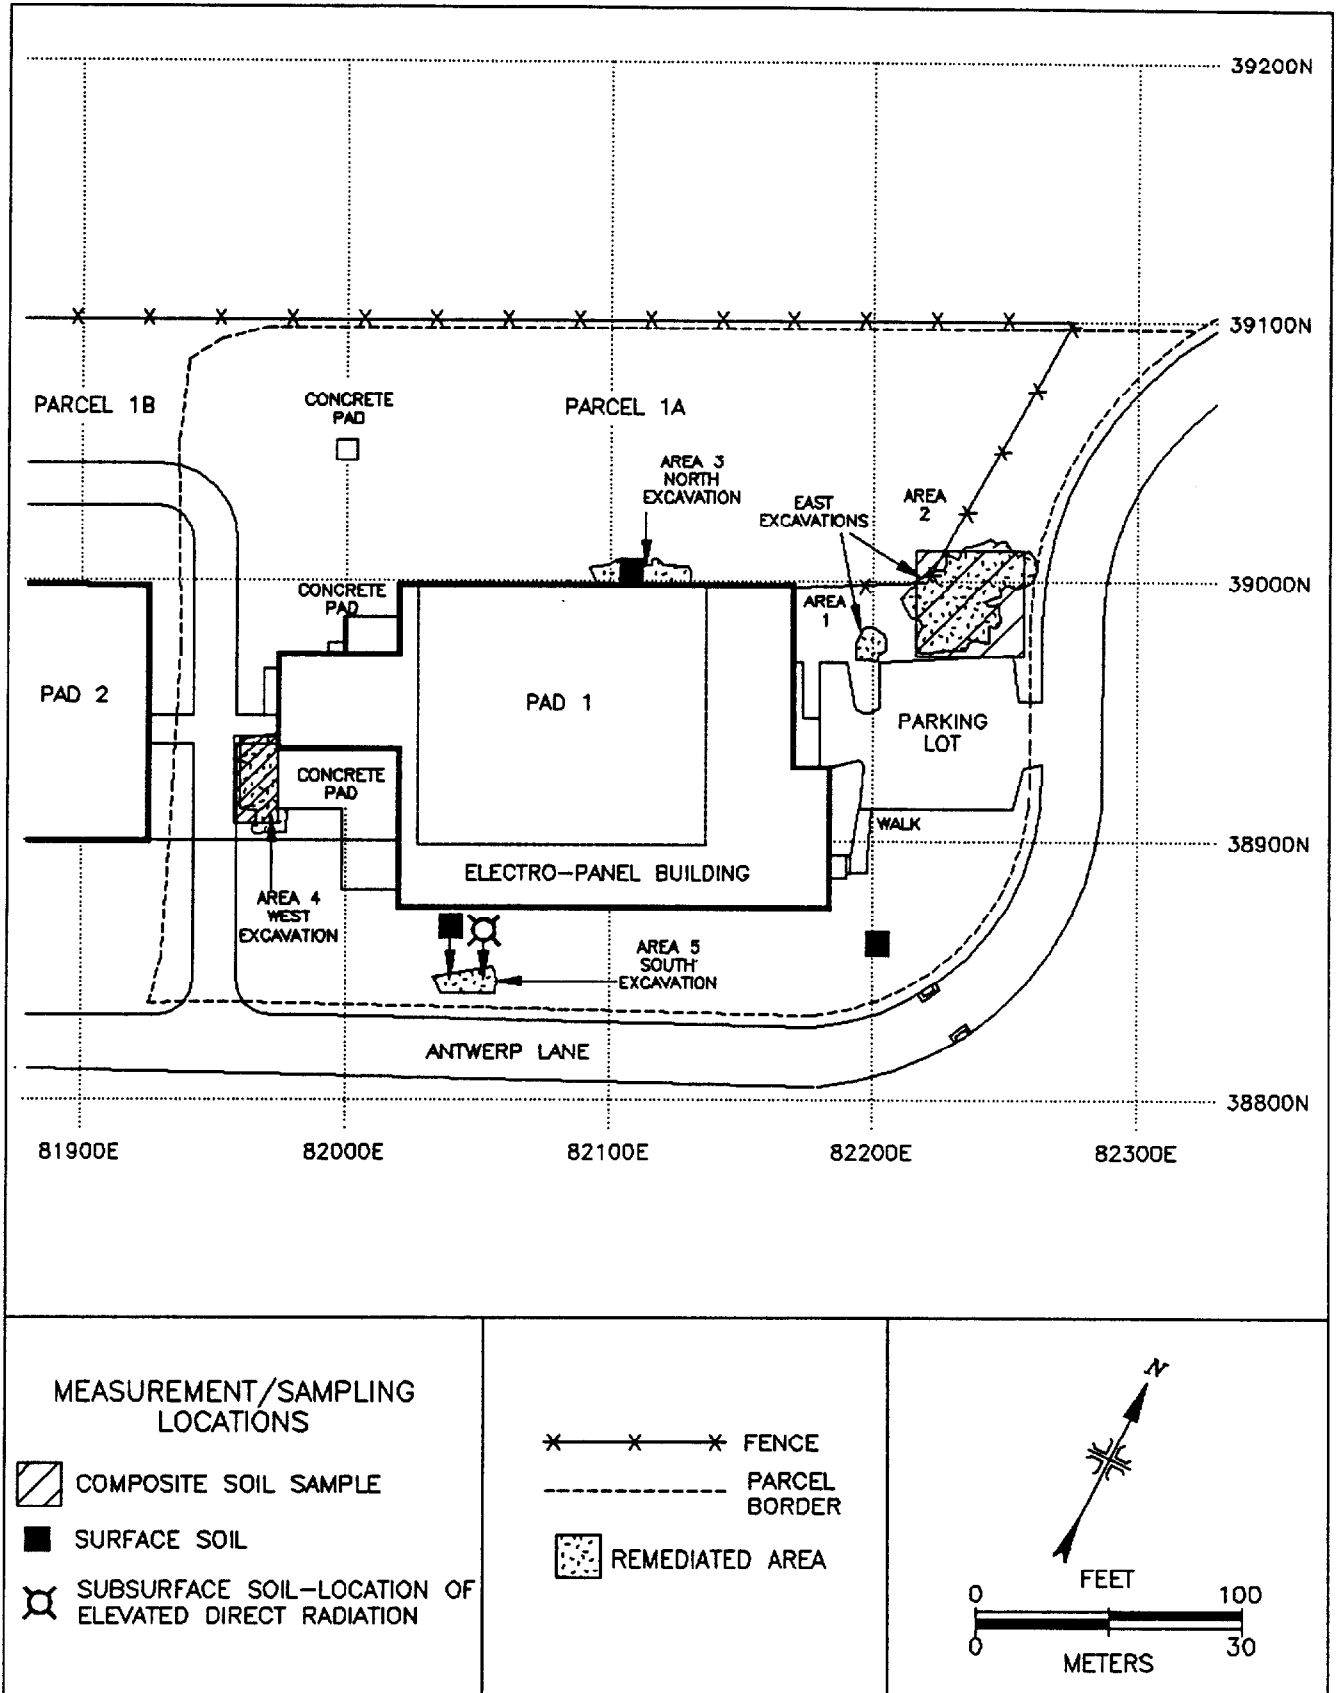 39200N
39100N
PARCEL 1B
CONCRETE
PAD
PARCEL 1A
AREA 3
NORTH
EXCAVATION
EAST
EXCAVATIONS
AREA
2
39000N
CONCRETE
PAD
AREA
1
PAD 2
PAD 1
PARKING
LOT
CONCRETE
PAD
WALK
38900N
ELECTRO-PANEL BUILDING
AREA 4
WEST
EXCAVATION
AREA 5
SOUTH
EXCAVATION
ANTWERP LANE
38800N
81900E
82000E
82100E
82200E
82300E
MEASUREMENT/SAMPLING
LOCATIONS
COMPOSITE SOIL SAMPLE
SURFACE SOIL
SUBSURFACE SOIL-LOCATION OF
ELEVATED DIRECT RADIATION
FENCE
PARCEL
BORDER
REMEDIATED AREA
N
FEET
0 100
0 30
METERS